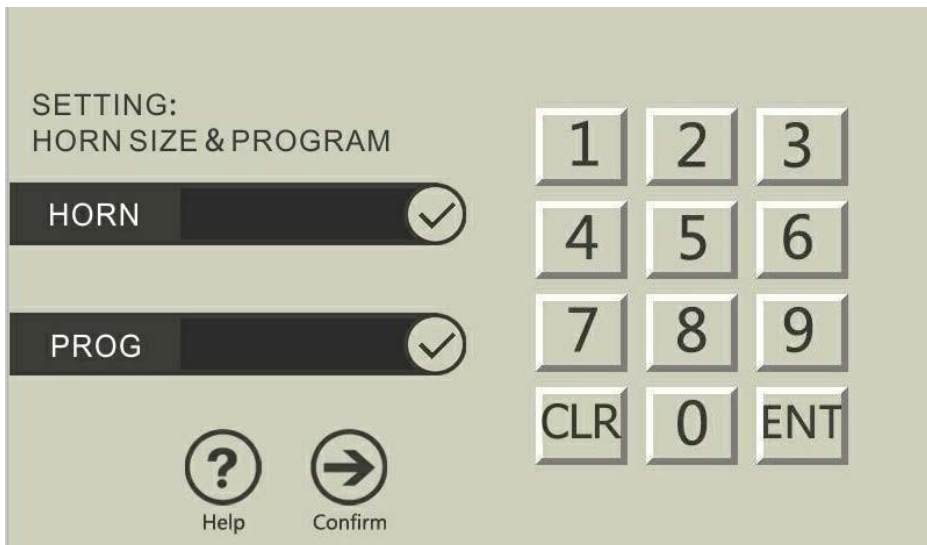 SETTING:
HORN SIZE & PROGRAM
HORN
PROG
Help
Confirm
1 2 3
4 5 6
7 8 9
CLR 0 ENT